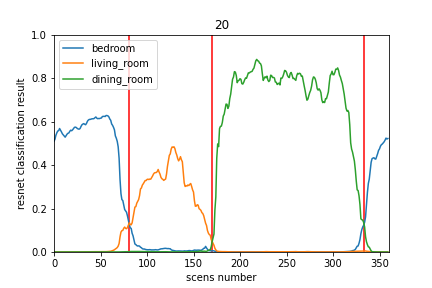 20
bedroom
living_room
dining_room
resnet classification result
1.0
0.8
0.6
0.4
0.2
0.0
0 50 100 150 200 250 300 350
scens number